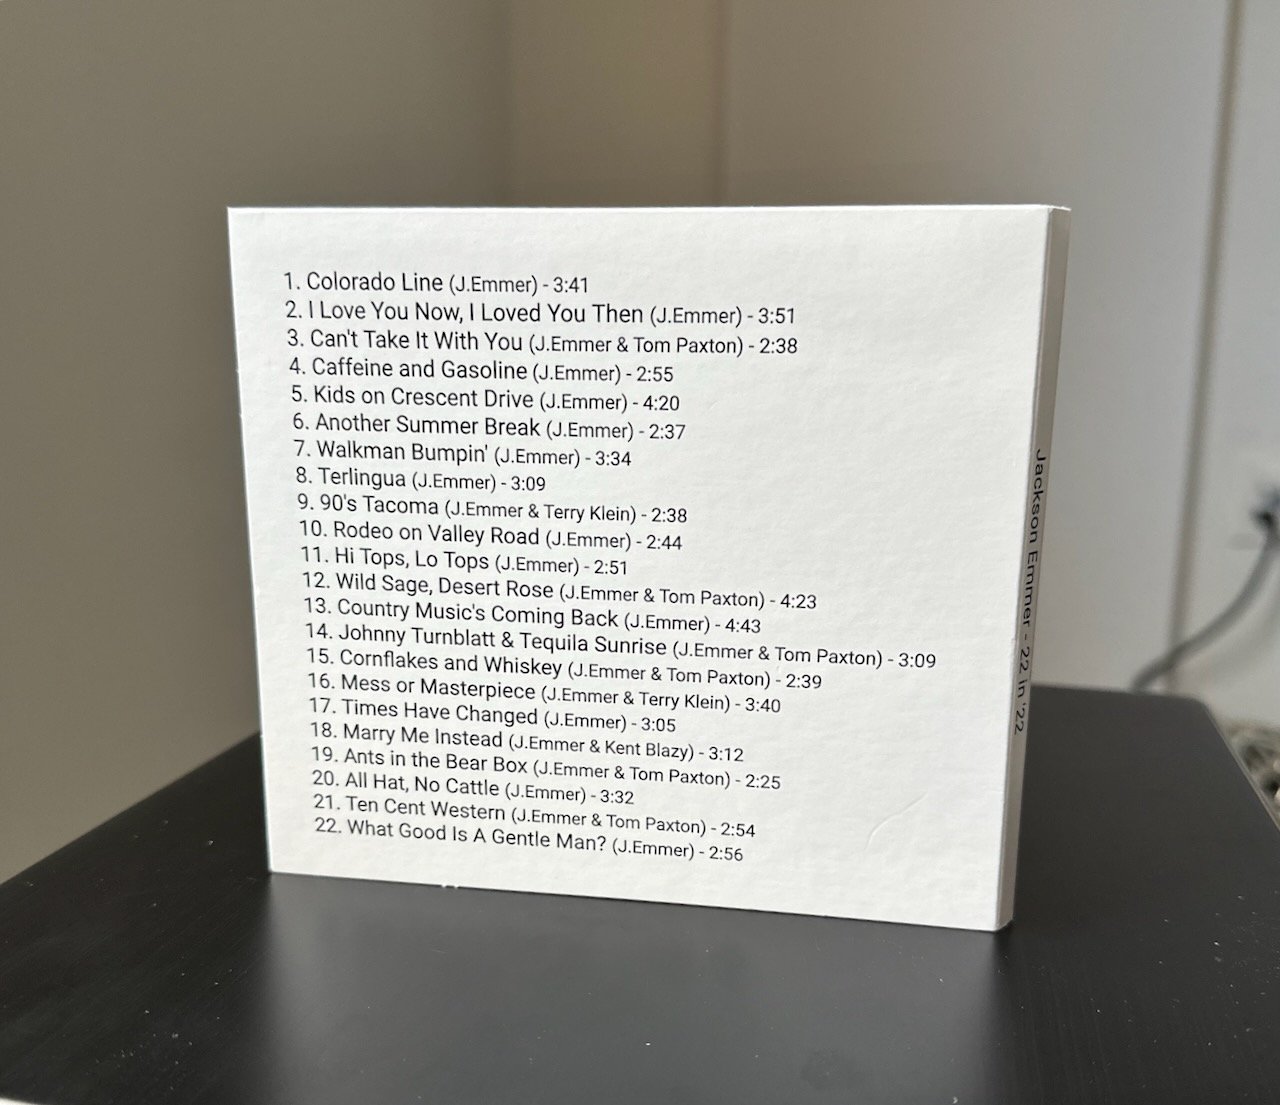 1. Colorado Line (J.Emmer) - 3:41
2. I Love You Now, I Loved You Then (J.Emmer) - 3:51
3. Can't Take It With You (J.Emmer & Tom Paxton) - 2:38
4. Caffeine and Gasoline (J.Emmer) - 2:55
5. Kids on Crescent Drive (J.Emmer) - 4:20
6. Another Summer Break (J.Emmer) - 2:37
7. Walkman Bumpin' (J.Emmer) - 3:34
8. Terlingua (J.Emmer) - 3:09
9. 90's Tacoma (J.Emmer & Terry Klein) - 2:38
10. Rodeo on Valley Road (J.Emmer) - 2:44
11. Hi Tops, Lo Tops (J.Emmer) - 2:51
12. Wild Sage, Desert Rose (J.Emmer & Tom Paxton) - 4:23
13. Country Music's Coming Back (J.Emmer) - 4:43
14. Johnny Turnblatt & Tequila Sunrise (J.Emmer & Tom Paxton) - 3:09
15. Cornflakes and Whiskey (J.Emmer & Tom Paxton) - 2:39
16. Mess or Masterpiece (J.Emmer & Terry Klein) - 3:40
17. Times Have Changed (J.Emmer) - 3:05
18. Marry Me Instead (J.Emmer & Kent Blazy) - 3:12
19. Ants in the Bear Box (J.Emmer & Tom Paxton) - 2:25
20. All Hat, No Cattle (J.Emmer) - 3:32
21. Ten Cent Western (J.Emmer & Tom Paxton) - 2:54
22. What Good Is A Gentle Man? (J.Emmer) - 2:56
Jackson Emmer - 22 in '22